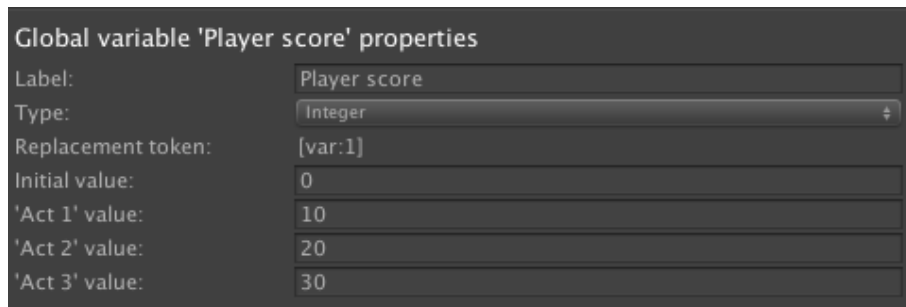 Global variable 'Player score' properties
Label: Player score
Type: Integer
Replacement token: [var:1]
Initial value: 0
'Act 1' value: 10
'Act 2' value: 20
'Act 3' value: 30